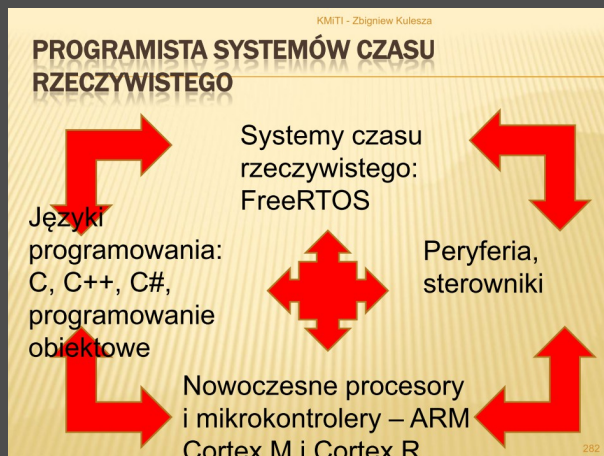 KMiTI - Zbigniew Kulesza
PROGRAMISTA SYSTEMÓW CZASU
RZECZYWISTEGO
Systemy czasu
rzeczywistego:
FreeRTOS
Języki
programowania:
C, C++, C#,
programowanie
obiektowe
Peryferia,
sterowniki
Nowoczesne procesory
i mikrokontrolery – ARM
Cortex M i Cortex R
282